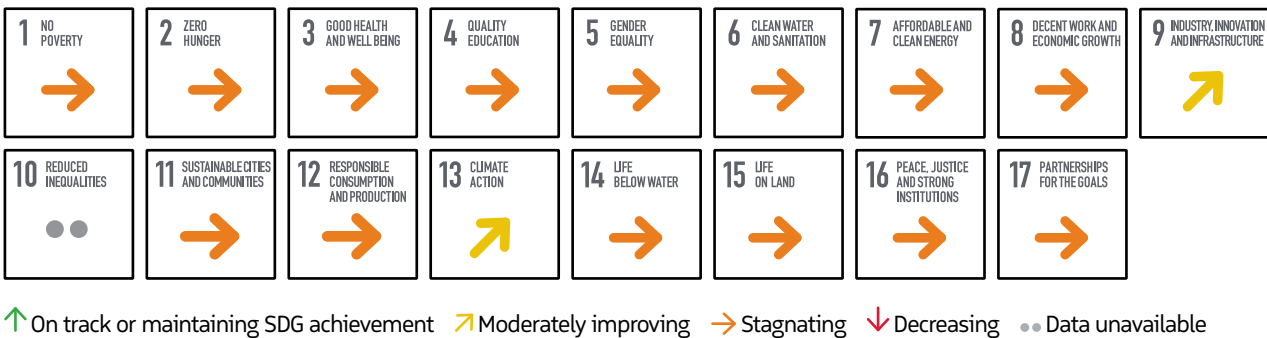 1 NO
POVERTY
2 ZERO
HUNGER
3 GOOD HEALTH
AND WELL BEING
4 QUALITY
EDUCATION
5 GENDER
EQUALITY
6 CLEAN WATER
AND SANITATION
7 AFFORDABLE AND
CLEAN ENERGY
8 DECENT WORK AND
ECONOMIC GROWTH
9 INDUSTRY, INNOVATION
AND INFRASTRUCTURE
10 REDUCED
INEQUALITIES
11 SUSTAINABLE CITIES
AND COMMUNITIES
12 RESPONSIBLE
CONSUMPTION
AND PRODUCTION
13 CLIMATE
ACTION
14 LIFE
BELOW WATER
15 LIFE
ON LAND
16 PEACE, JUSTICE
AND STRONG
INSTITUTIONS
17 PARTNERSHIPS
FOR THE GOALS
On track or maintaining SDG achievement Moderately improving Stagnating Decreasing Data unavailable